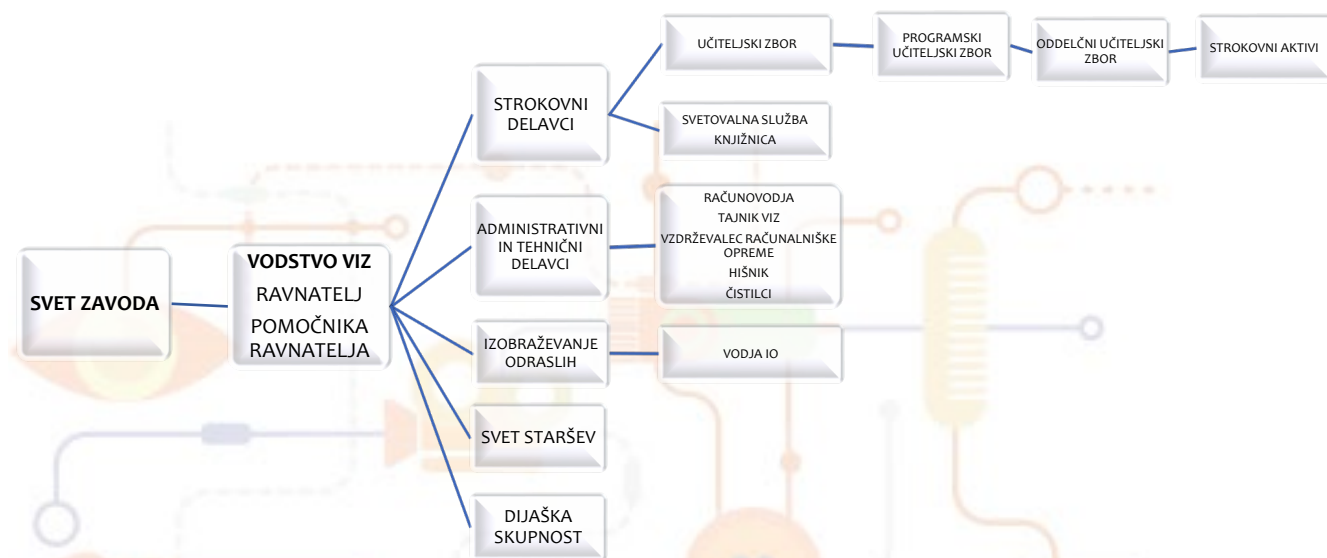 SVET ZAVODA
VODSTVO VIZ
RAVNATELJ
POMOČNIKA
RAVNATELJA
STROKOVNI
DELAVCI
UČITELJSKI ZBOR
PROGRAMSKI
UČITELJSKI ZBOR
ODDELČNI UČITELJSKI
ZBOR
STROKOVNI AKTIVI
SVETOVALNA SLUŽBA
KNJIŽNICA
ADMINISTRATIVNI
IN TEHNIČNI
DELAVCI
RAČUNOVODJA
TAJNIK VIZ
VZDRŽEVALEC RAČUNALNIŠKE
OPREME
HIŠNIK
ČISTILCI
IZOBRAŽEVANJE
ODRASLIH
VODJA IO
SVET STARŠEV
DIJAŠKA
SKUPNOST